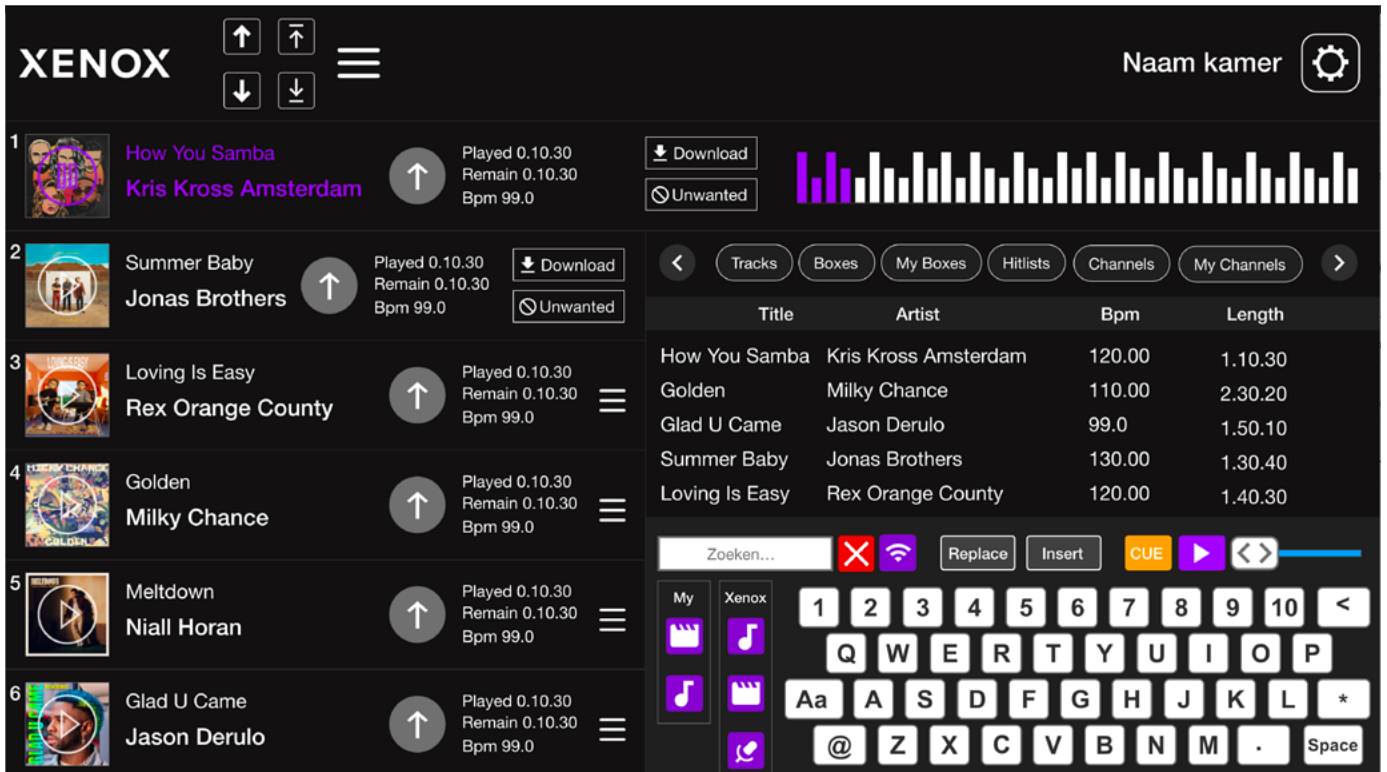 XENOX
Naam kamer
1
How You Samba
Kris Kross Amsterdam
Played 0.10.30
Remain 0.10.30
Bpm 99.0
Download
Unwanted
2
Summer Baby
Jonas Brothers
Played 0.10.30
Remain 0.10.30
Bpm 99.0
Download
Unwanted
3
LOVING IS EASY
Loving Is Easy
Rex Orange County
Played 0.10.30
Remain 0.10.30
Bpm 99.0
4
MILKY CHANCE
GOLDEN
Golden
Milky Chance
Played 0.10.30
Remain 0.10.30
Bpm 99.0
5
MELTDOWN
Meltdown
Niall Horan
Played 0.10.30
Remain 0.10.30
Bpm 99.0
6
GLAD U CAME
Glad U Came
Jason Derulo
Played 0.10.30
Remain 0.10.30
Bpm 99.0
Tracks Boxes My Boxes Hitlists Channels My Channels
Title Artist Bpm Length
How You Samba Kris Kross Amsterdam 120.00 1.10.30
Golden Milky Chance 110.00 2.30.20
Glad U Came Jason Derulo 99.0 1.50.10
Summer Baby Jonas Brothers 130.00 1.30.40
Loving Is Easy Rex Orange County 120.00 1.40.30
Zoeken... Replace Insert CUE
My Xenox
1 2 3 4 5 6 7 8 9 10 <
Q W E R T Y U I O P
Aa A S D F G H J K L *
@ Z X C V B N M . Space